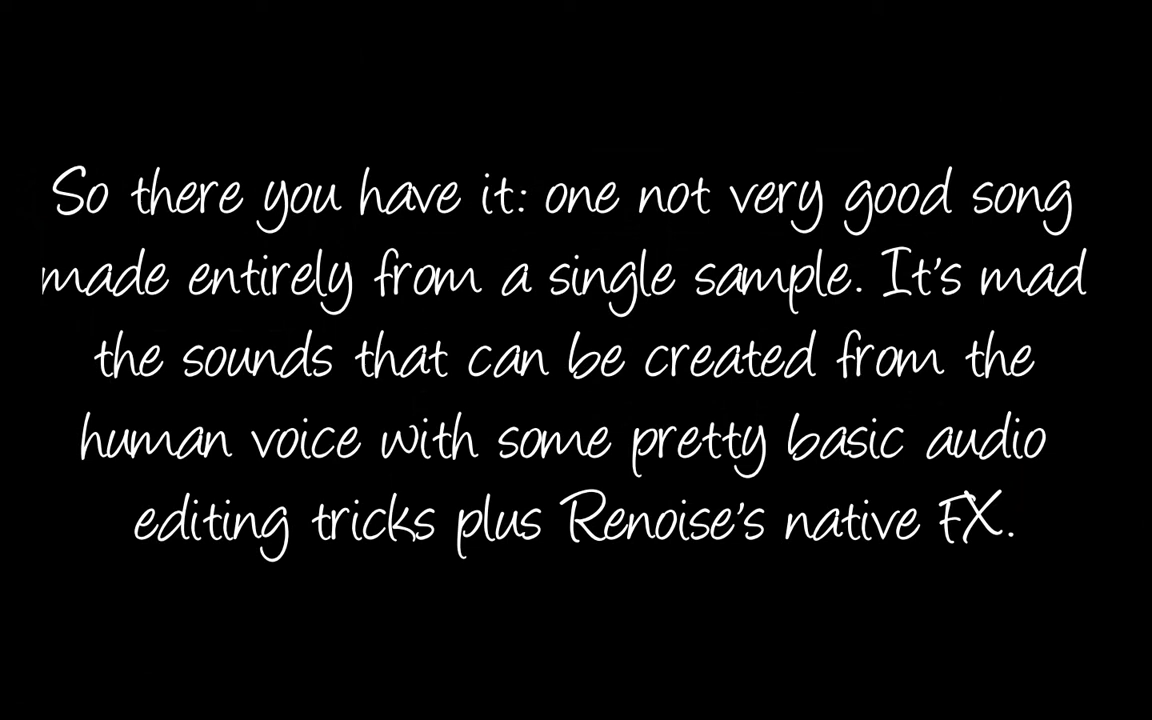 So there you have it: one not very good song
made entirely from a single sample. It's mad
the sounds that can be created from the
human voice with some pretty basic audio
editing tricks plus Renoise's native FX.